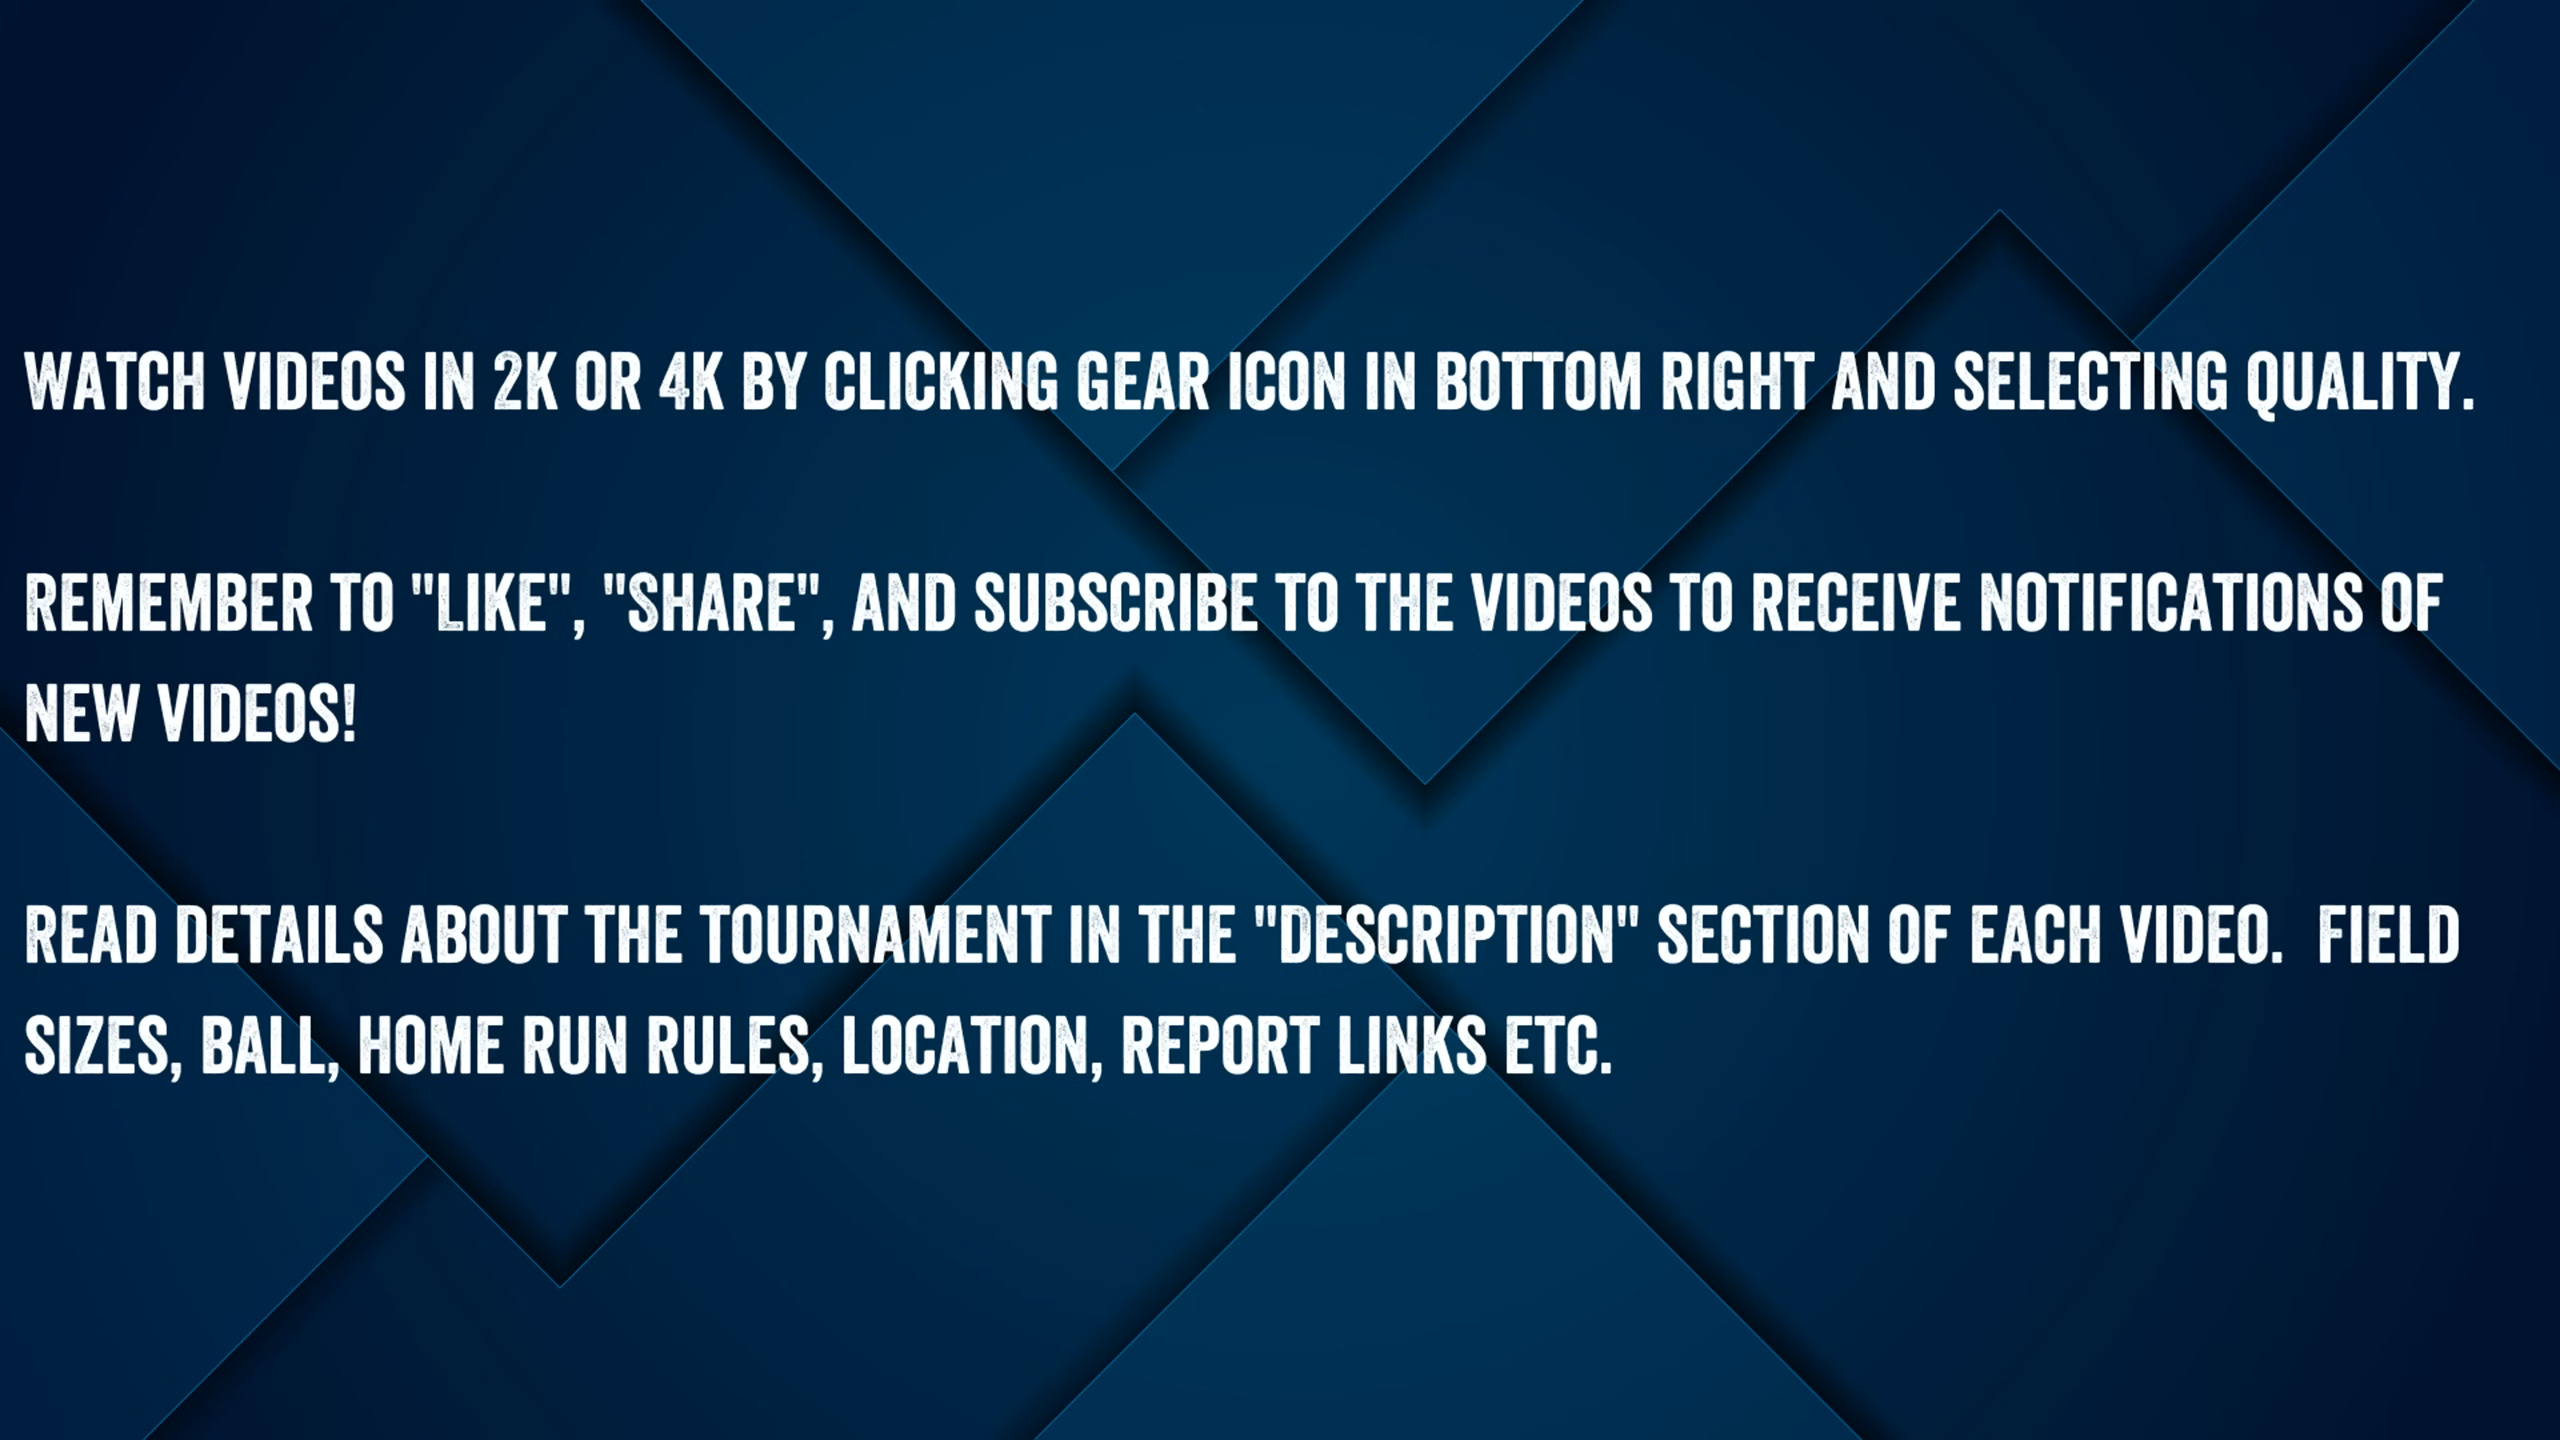 WATCH VIDEOS IN 2K OR 4K BY CLICKING GEAR ICON IN BOTTOM RIGHT AND SELECTING QUALITY.
REMEMBER TO "LIKE", "SHARE", AND SUBSCRIBE TO THE VIDEOS TO RECEIVE NOTIFICATIONS OF
NEW VIDEOS!
READ DETAILS ABOUT THE TOURNAMENT IN THE "DESCRIPTION" SECTION OF EACH VIDEO.  FIELD
SIZES, BALL, HOME RUN RULES, LOCATION, REPORT LINKS ETC.